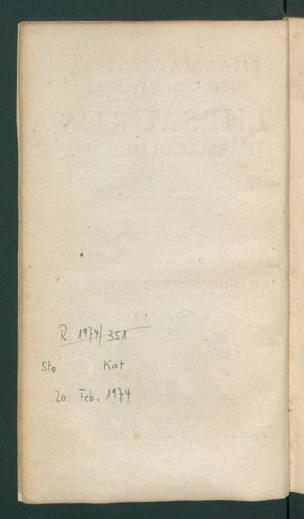 R 1974/351
Sto Kat
20. Feb. 1974